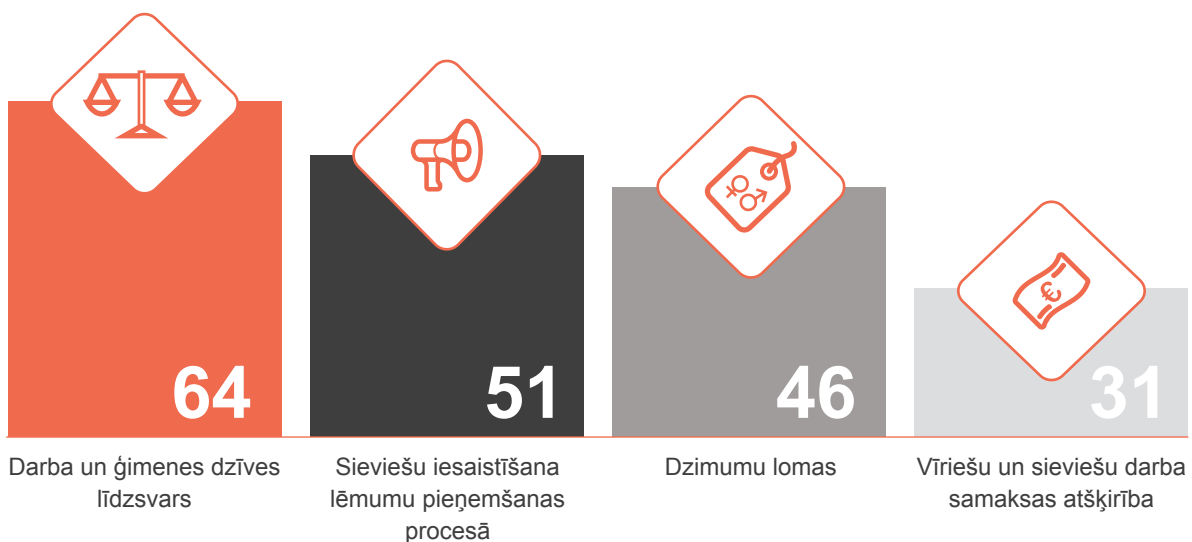 64
51
46
31
Darba un ģimenes dzīves
līdzsvars
Sieviešu iesaistīšana
lēmumu pieņemšanas
procesā
Dzimumu lomas
Vīriešu un sieviešu darba
samaksas atšķirība